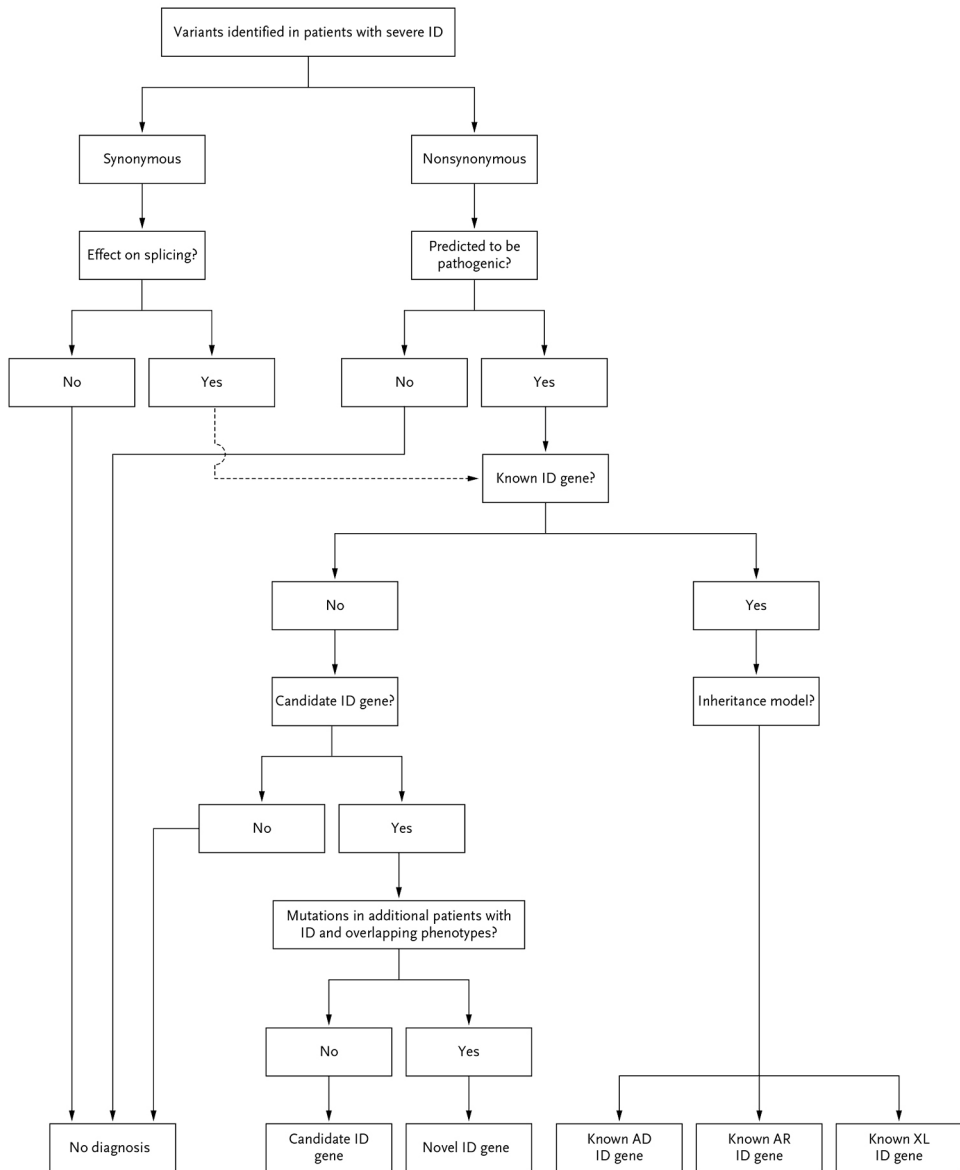 Variants identified in patients with severe ID
Synonymous
Nonsynonymous
Effect on splicing?
Predicted to be
pathogenic?
No
Yes
No
Yes
Known ID gene?
No
Yes
Candidate ID gene?
Inheritance model?
No
Yes
Mutations in additional patients with
ID and overlapping phenotypes?
No
Yes
No diagnosis
Candidate ID
gene
Novel ID gene
Known AD
ID gene
Known AR
ID gene
Known XL
ID gene